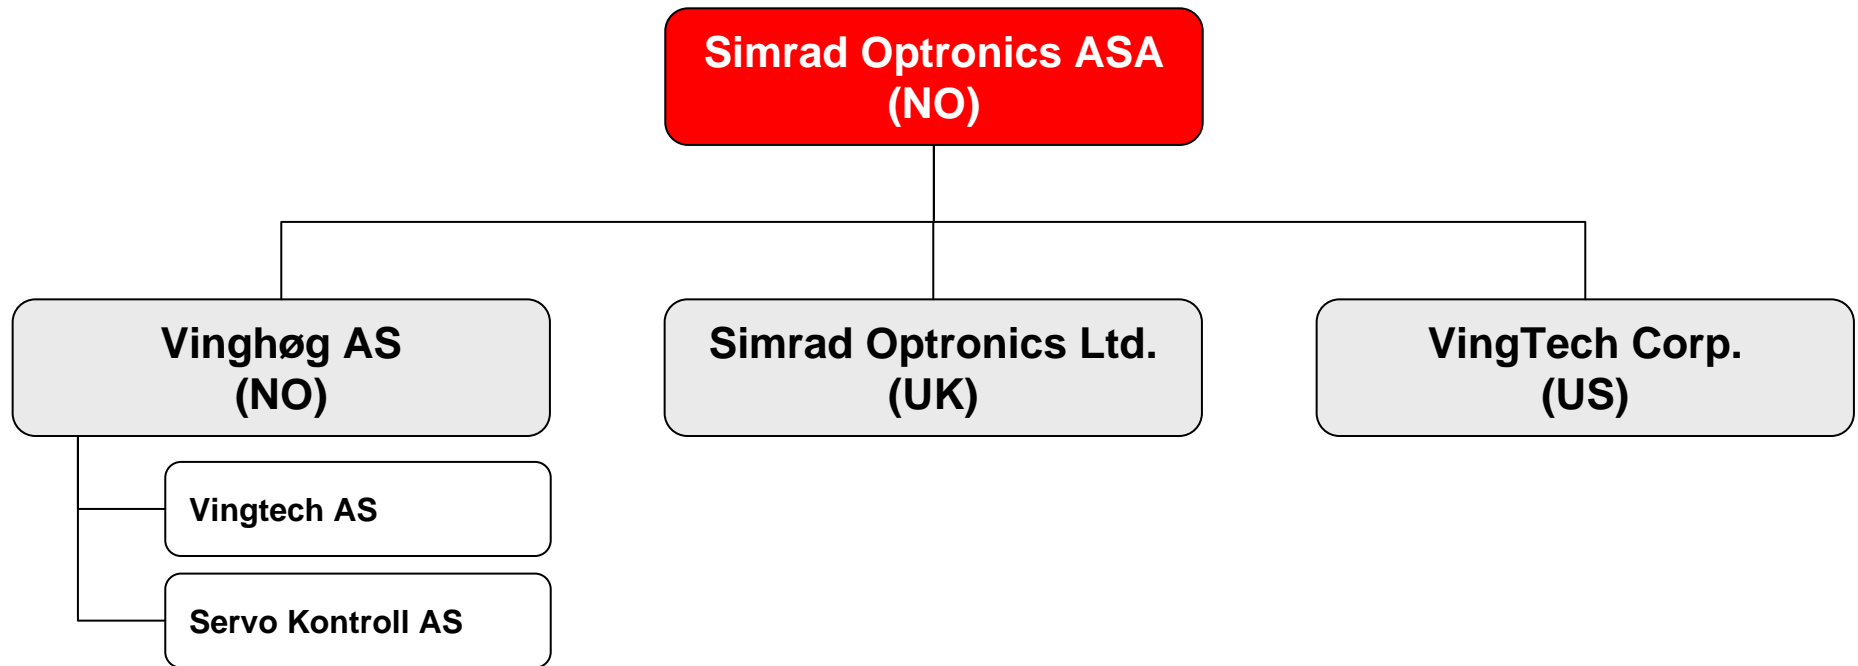 Simrad Optronics ASA
(NO)
Vinghøg AS
(NO)
Simrad Optronics Ltd.
(UK)
VingTech Corp.
(US)
Vingtech AS
Servo Kontroll AS